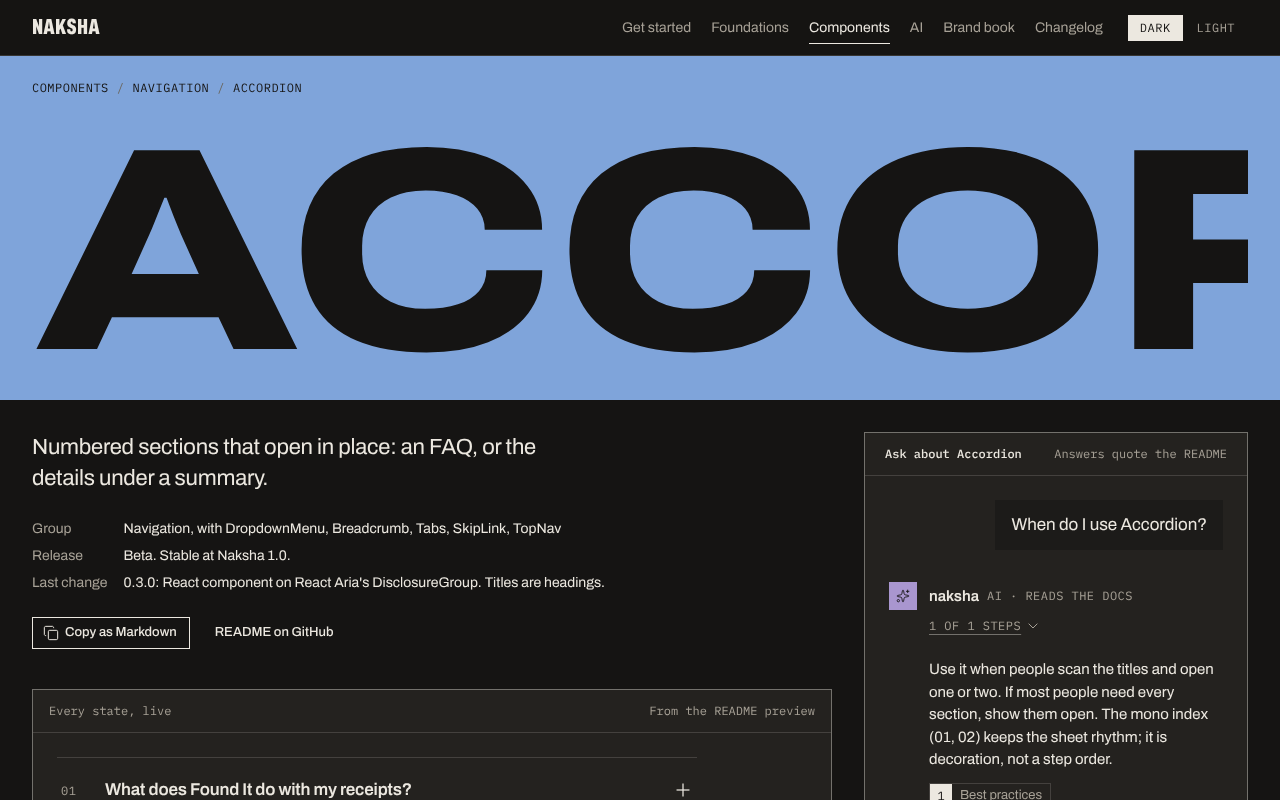 NAKSHA
Get started Foundations Components AI Brand book Changelog DARK LIGHT
COMPONENTS / NAVIGATION / ACCORDION
ACCOR
Numbered sections that open in place: an FAQ, or the
details under a summary.
Group Navigation, with DropdownMenu, Breadcrumb, Tabs, SkipLink, TopNav
Release Beta. Stable at Naksha 1.0.
Last change 0.3.0: React component on React Aria's DisclosureGroup. Titles are headings.
Copy as Markdown README on GitHub
Every state, live From the README preview
01 What does Found It do with my receipts?
Ask about Accordion Answers quote the README
When do I use Accordion?
naksha AI · READS THE DOCS
1 OF 1 STEPS
Use it when people scan the titles and open
one or two. If most people need every
section, show them open. The mono index
(01, 02) keeps the sheet rhythm; it is
decoration, not a step order.
1 Best practices